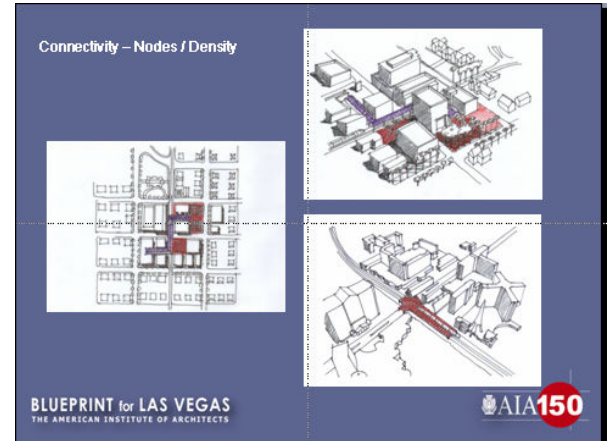 Connectivity – Nodes / Density
BLUEPRINT for LAS VEGAS
THE AMERICAN INSTITUTE OF ARCHITECTS
AIA150